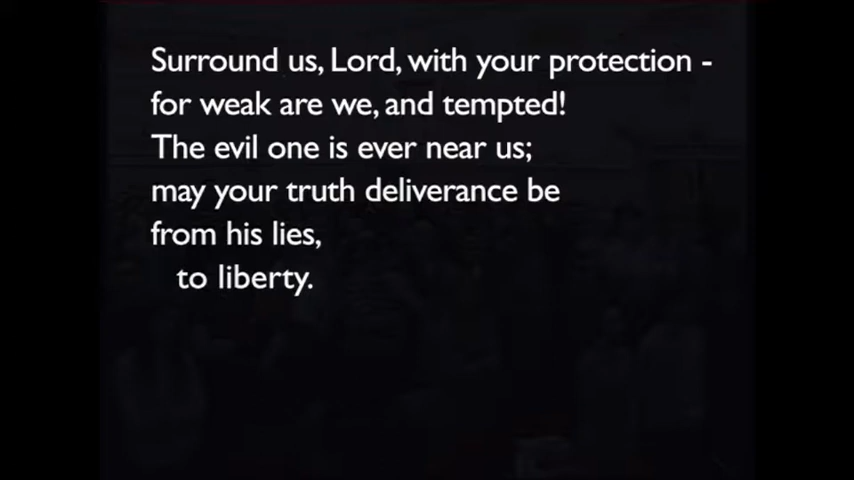 Surround us, Lord, with your protection -
for weak are we, and tempted!
The evil one is ever near us;
may your truth deliverance be
from his lies,
to liberty.